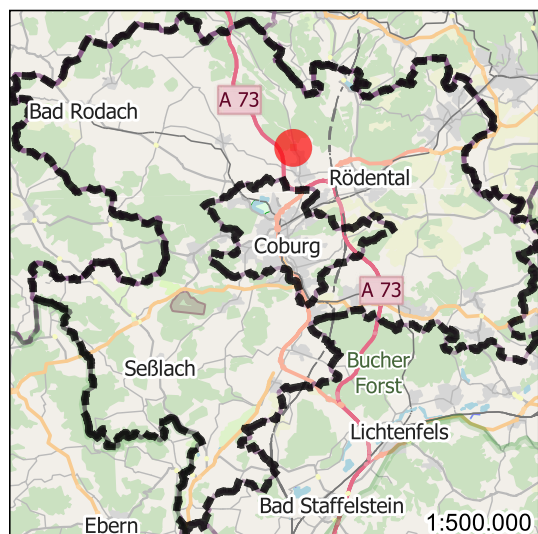 A 73
Bad Rodach
Rödental
Coburg
A 73
Seßlach
Bucher
Forst
Lichtenfels
Bad Staffelstein
Ebern
1:500.000